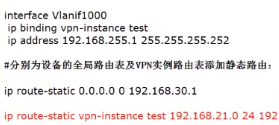 interface Vlanif1000
ip binding vpn-instance test
ip address 192.168.255.1 255.255.255.252
#分别为设备的全局路由表及VPN实例路由表添加静态路由：
ip route-static 0.0.0.0 0 192.168.30.1
ip route-static vpn-instance test 192.168.21.0 24 192